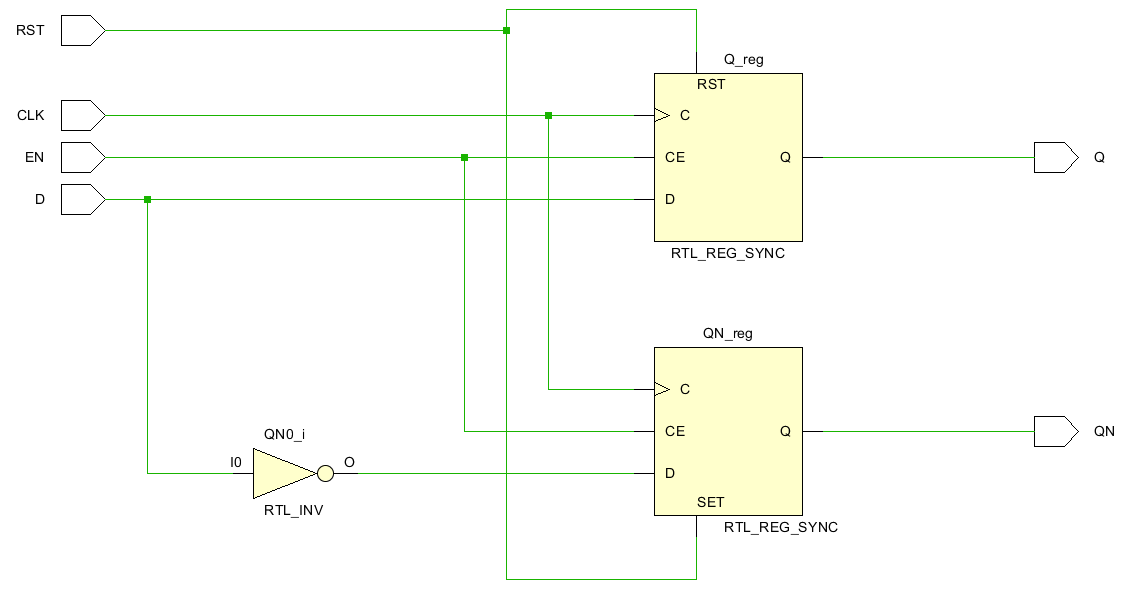 RST
Q_reg
RST
CLK
C
EN
CE
Q
Q
D
D
RTL_REG_SYNC
QN_reg
C
QN0_i
CE
Q
QN
I0
O
D
SET
RTL_INV
RTL_REG_SYNC